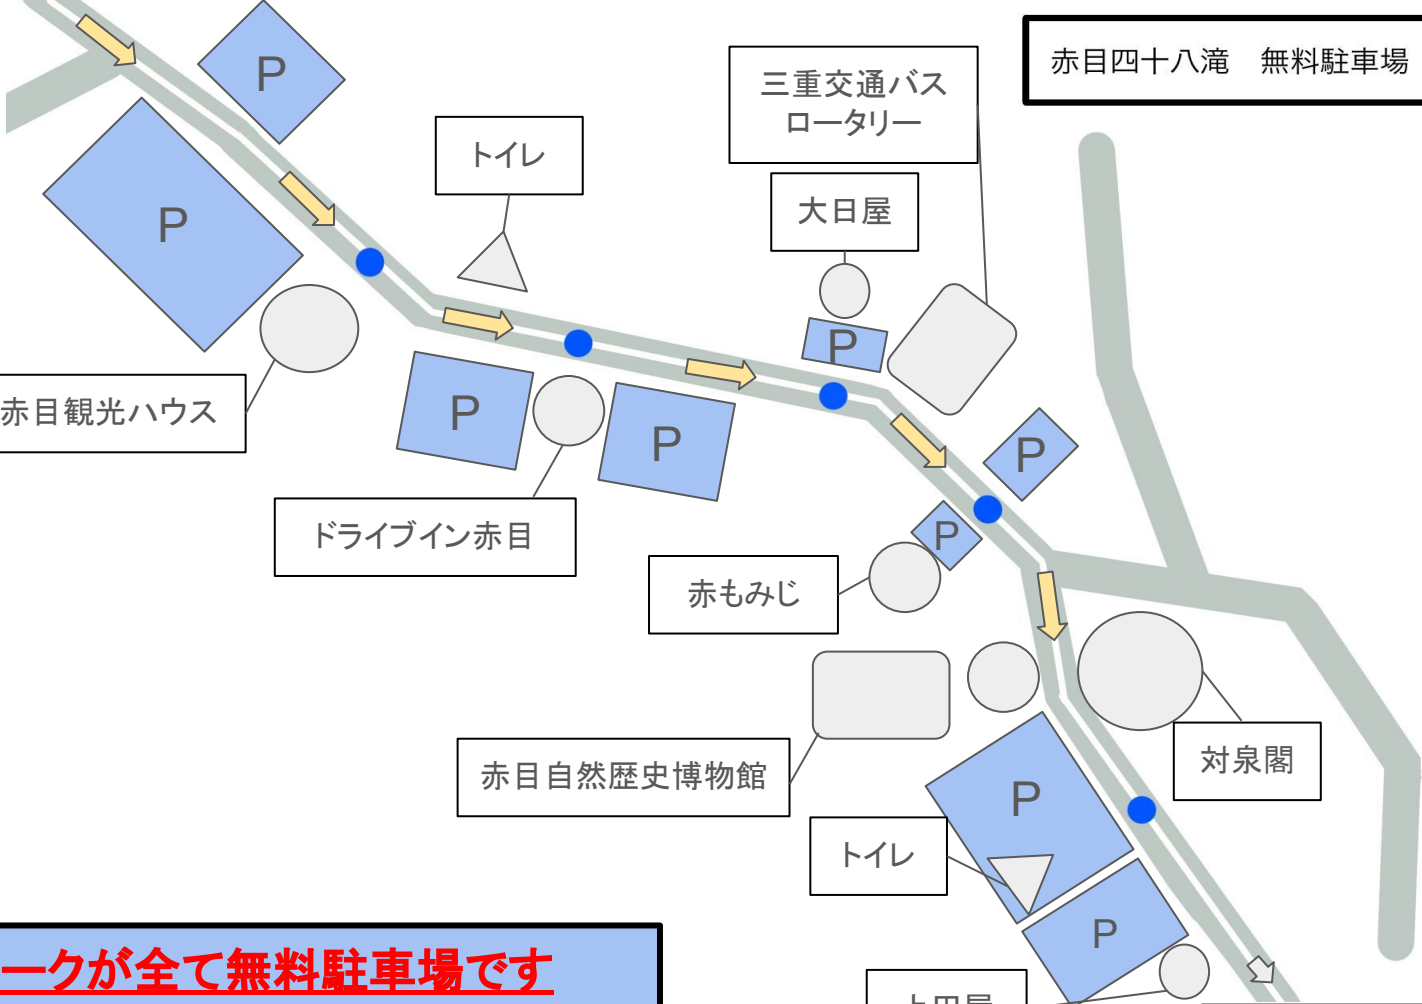 赤目四十八滝　無料駐車場
P
三重交通バス
ロータリー
トイレ
大日屋
P
P
P
赤目観光ハウス
P
P
P
ドライブイン赤目
P
赤もみじ
対泉閣
赤目自然歴史博物館
P
トイレ
P
ークが全て無料駐車場です